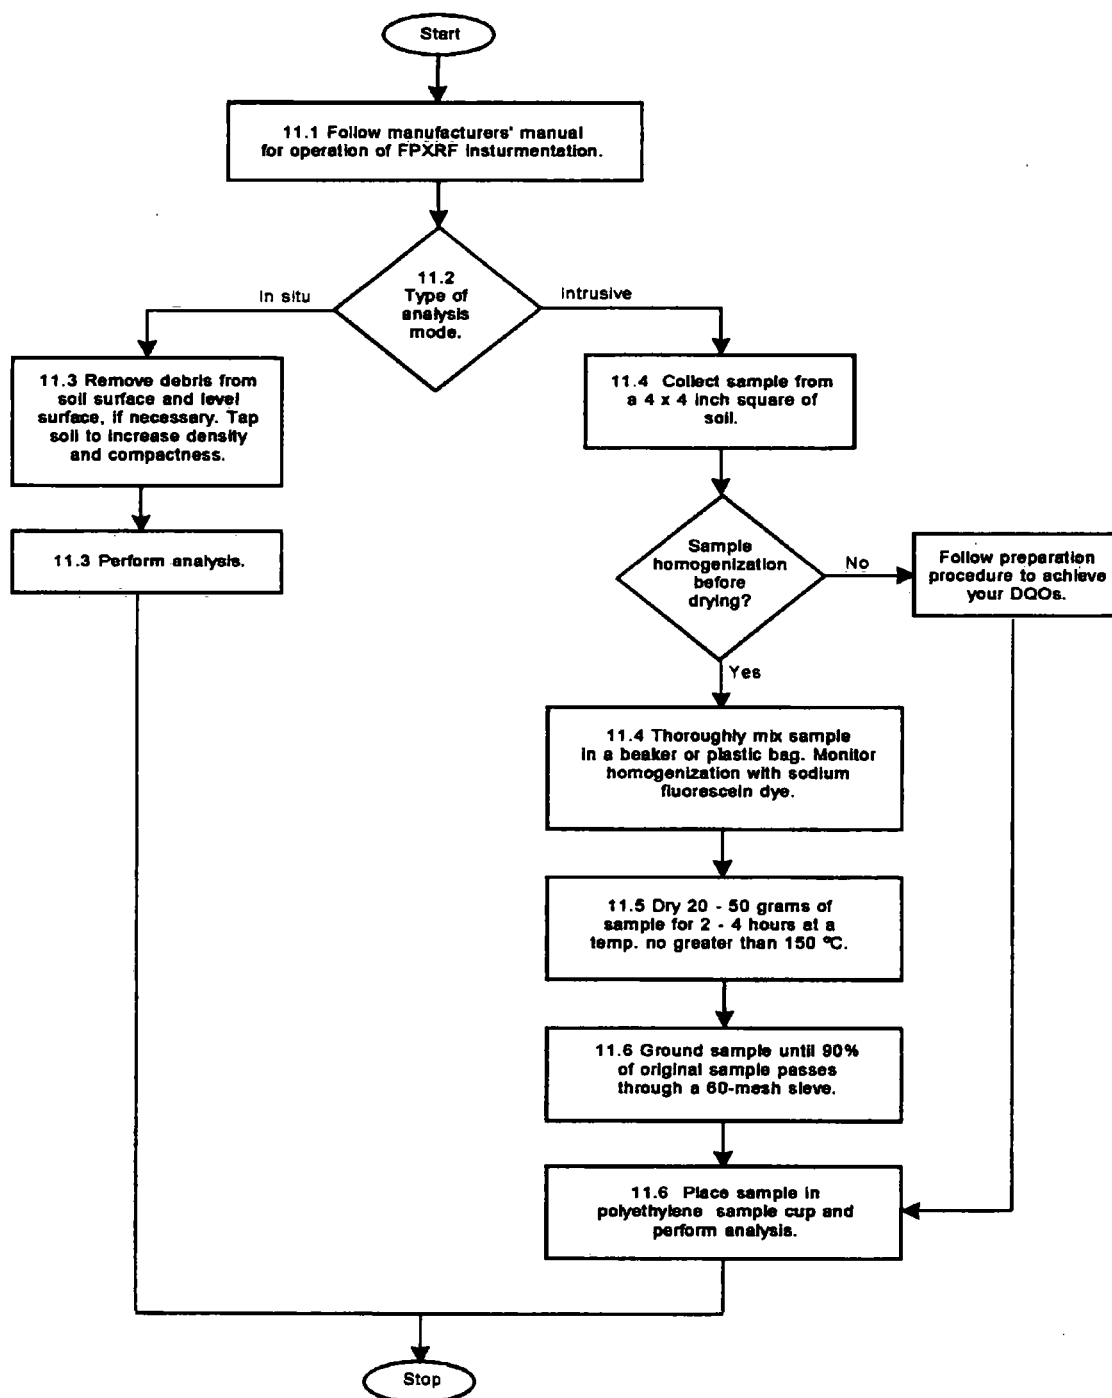 Start
11.1 Follow manufacturers' manual
for operation of FPXRF insturmentation.
11.2
Type of
analysis
mode.
In situ
Intrusive
11.3 Remove debris from
soil surface and level
surface, if necessary. Tap
soil to increase density
and compactness.
11.4 Collect sample from
a 4 x 4 inch square of
soil.
11.3 Perform analysis.
Sample
homogenization
before
drying?
No
Follow preparation
procedure to achieve
your DQOs.
Yes
11.4 Thoroughly mix sample
in a beaker or plastic bag. Monitor
homogenization with sodium
fluorescein dye.
11.5 Dry 20 - 50 grams of
sample for 2 - 4 hours at a
temp. no greater than 150 °C.
11.6 Ground sample until 90%
of original sample passes
through a 60-mesh sieve.
11.6 Place sample in
polyethylene sample cup and
perform analysis.
Stop